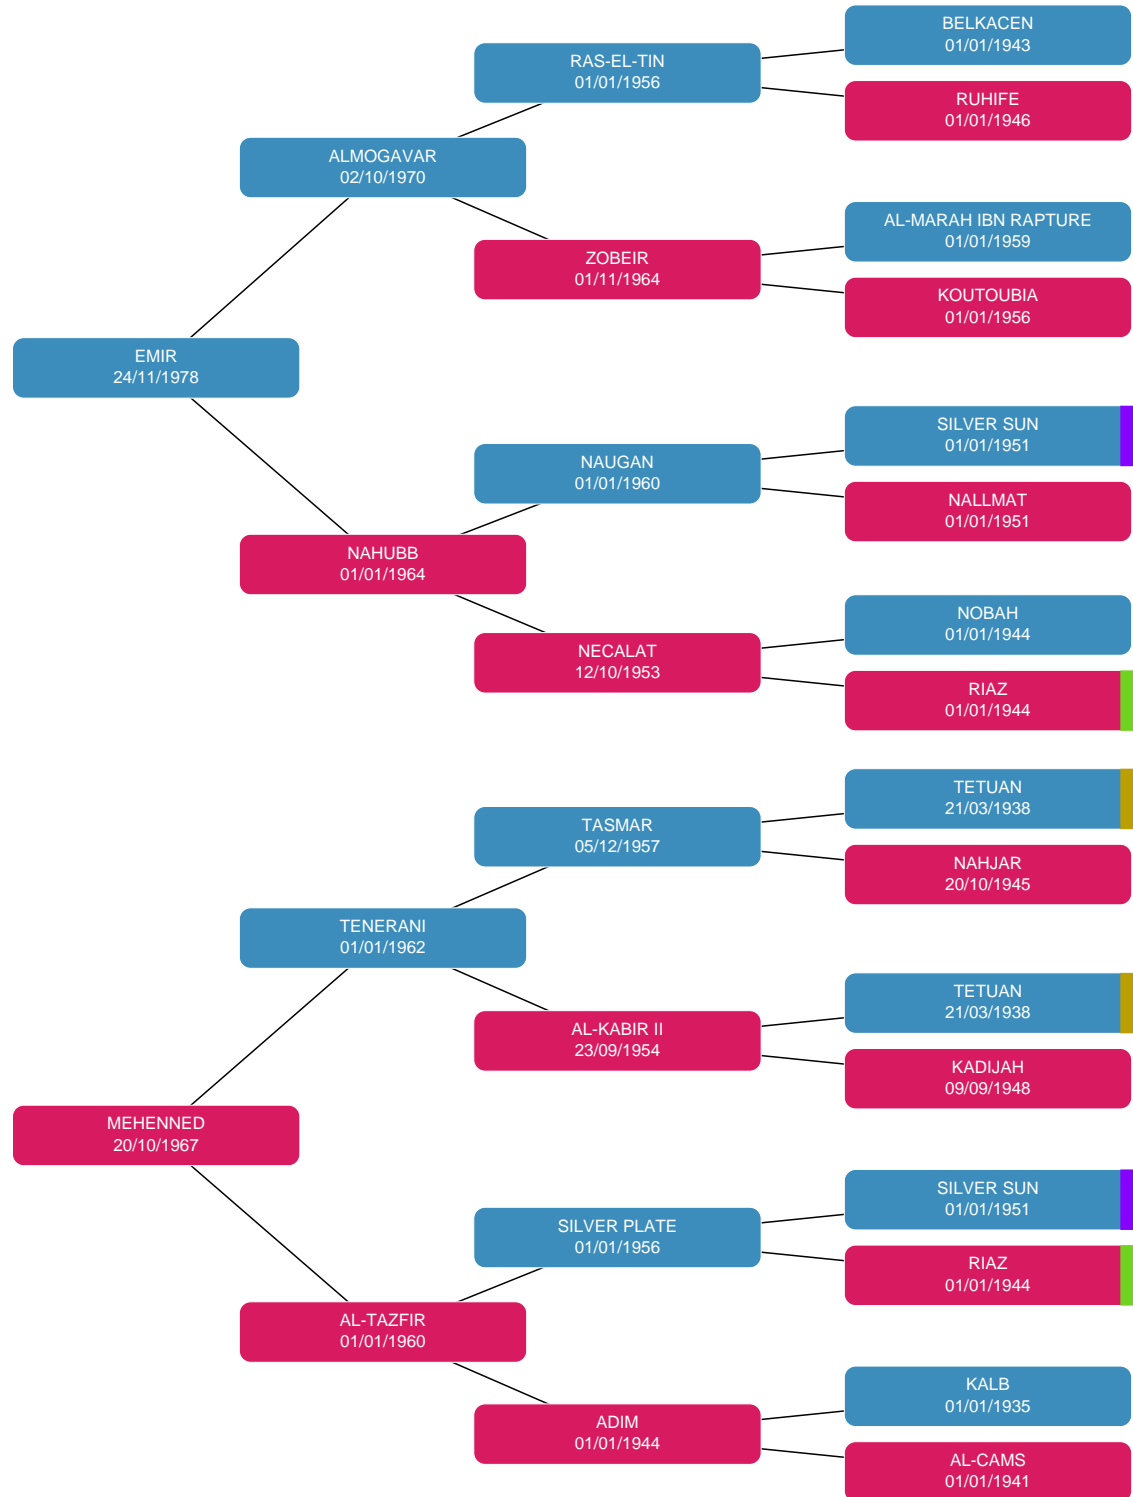 BELKACEN
01/01/1943
RAS-EL-TIN
01/01/1956
RUHIFE
01/01/1946
ALMOGAVAR
02/10/1970
AL-MARAH IBN RAPTURE
01/01/1959
ZOBEIR
01/11/1964
KOUTOUBIA
01/01/1956
EMIR
24/11/1978
SILVER SUN
01/01/1951
NAUGAN
01/01/1960
NALLMAT
01/01/1951
NAHUBB
01/01/1964
NOBAH
01/01/1944
NECALAT
12/10/1953
RIAZ
01/01/1944
TETUAN
21/03/1938
TASMAR
05/12/1957
NAHJAR
20/10/1945
TENERANI
01/01/1962
TETUAN
21/03/1938
AL-KABIR II
23/09/1954
KADIJAH
09/09/1948
MEHENNED
20/10/1967
SILVER SUN
01/01/1951
SILVER PLATE
01/01/1956
RIAZ
01/01/1944
AL-TAZFIR
01/01/1960
KALB
01/01/1935
ADIM
01/01/1944
AL-CAMS
01/01/1941